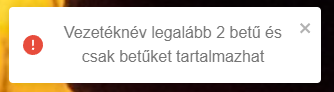 Vezetéknév legalább 2 betű és
csak betűket tartalmazhat